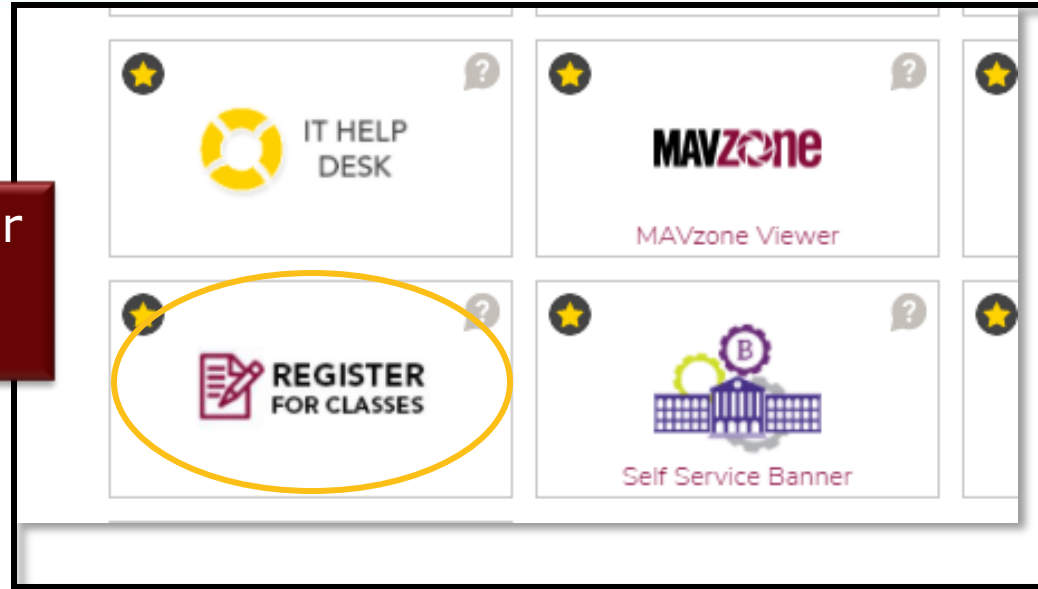 IT HELP
DESK
MAVZONE
MAVzone Viewer
r
REGISTER
FOR CLASSES
B
Self Service Banner